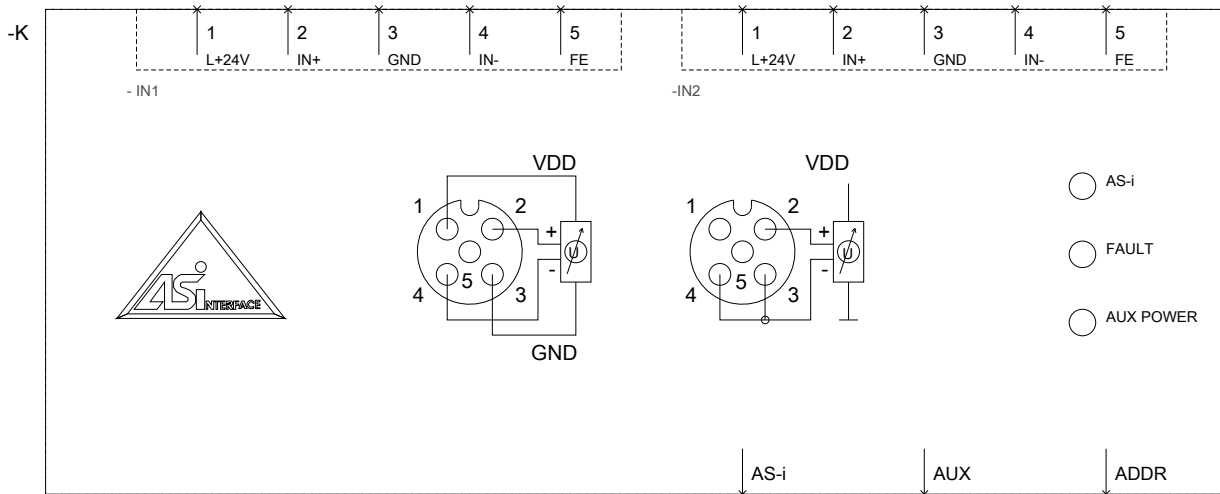 -K
1 2 3 4 5 1 2 3 4 5
L+24V IN+ GND IN- FE L+24V IN+ GND IN- FE
- IN1 -IN2
VDD VDD
AS-i
1 2 1 2
+ +
U U
FAULT
- -
5 5
4 3 4 3
ASi INTERFACE
AUX POWER
GND
AS-i AUX ADDR